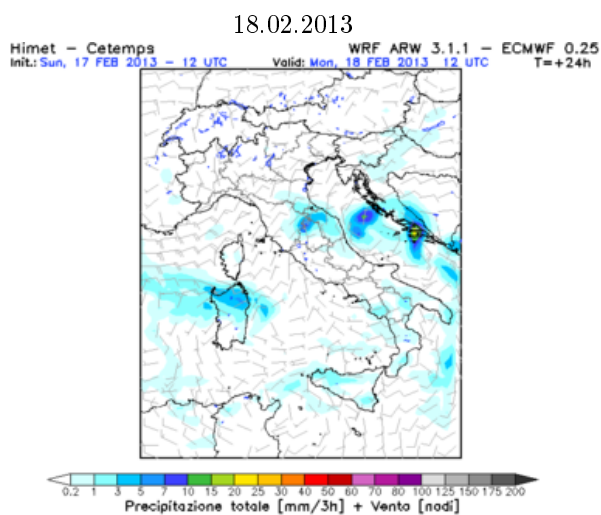 18.02.2013
Himet - Cetemps WRF ARW 3.1.1 - ECMWF 0.25
Init.: Sun, 17 FEB 2013 - 12 UTC Valid: Mon, 18 FEB 2013 12 UTC T=+24h
0.2 1 3 5 7 10 15 20 25 30 40 50 60 70 80 100 125 150 175 200
Precipitazione totale [mm/3h] + Vento [nodi]